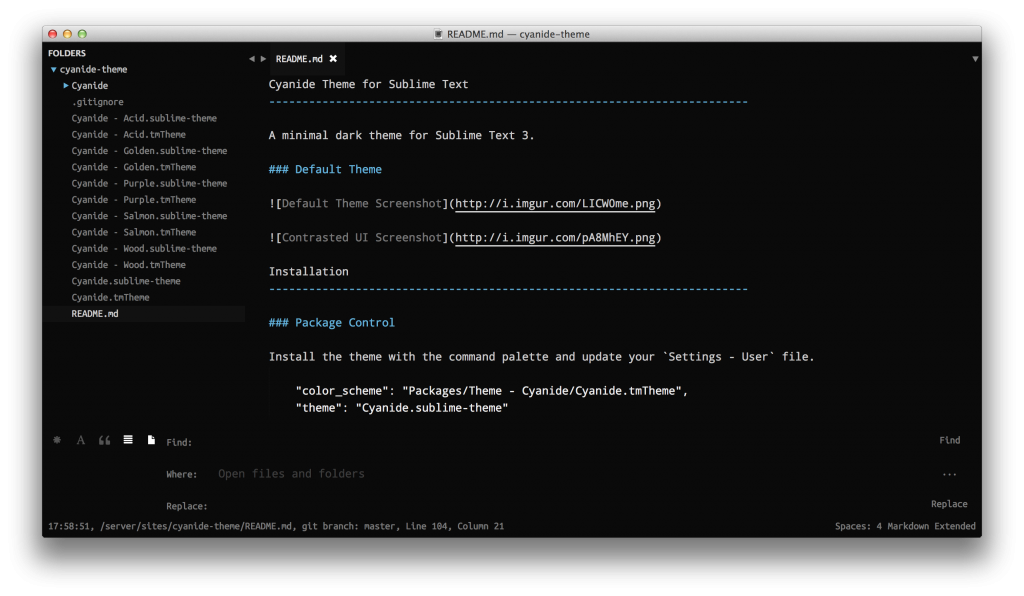 README.md — cyanide-theme
FOLDERS
cyanide-theme
Cyanide
.gitignore
Cyanide - Acid.sublime-theme
Cyanide - Acid.tmTheme
Cyanide - Golden.sublime-theme
Cyanide - Golden.tmTheme
Cyanide - Purple.sublime-theme
Cyanide - Purple.tmTheme
Cyanide - Salmon.sublime-theme
Cyanide - Salmon.tmTheme
Cyanide - Wood.sublime-theme
Cyanide - Wood.tmTheme
Cyanide.sublime-theme
Cyanide.tmTheme
README.md
README.md
Cyanide Theme for Sublime Text
------------------------------------------------------------------------
A minimal dark theme for Sublime Text 3.
### Default Theme
![Default Theme Screenshot](http://i.imgur.com/LICW0me.png)
![Contrasted UI Screenshot](http://i.imgur.com/pA8MhEY.png)
Installation
------------------------------------------------------------------------
### Package Control
Install the theme with the command palette and update your `Settings - User` file.
"color_scheme": "Packages/Theme - Cyanide/Cyanide.tmTheme",
"theme": "Cyanide.sublime-theme"
Find:
Find
Where: Open files and folders
...
Replace:
Replace
17:58:51, /server/sites/cyanide-theme/README.md, git branch: master, Line 104, Column 21
Spaces: 4 Markdown Extended